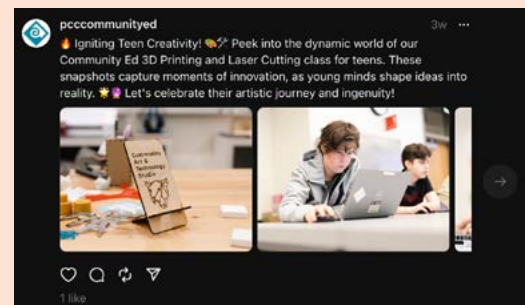 pcccommunityed
3w
🔥 Igniting Teen Creativity! 🎨🛠️ Peek into the dynamic world of our
Community Ed 3D Printing and Laser Cutting class for teens. These
snapshots capture moments of innovation, as young minds shape ideas into
reality. 🌟🔮 Let's celebrate their artistic journey and ingenuity!
Community
Art &
Technology
Studio
1 like